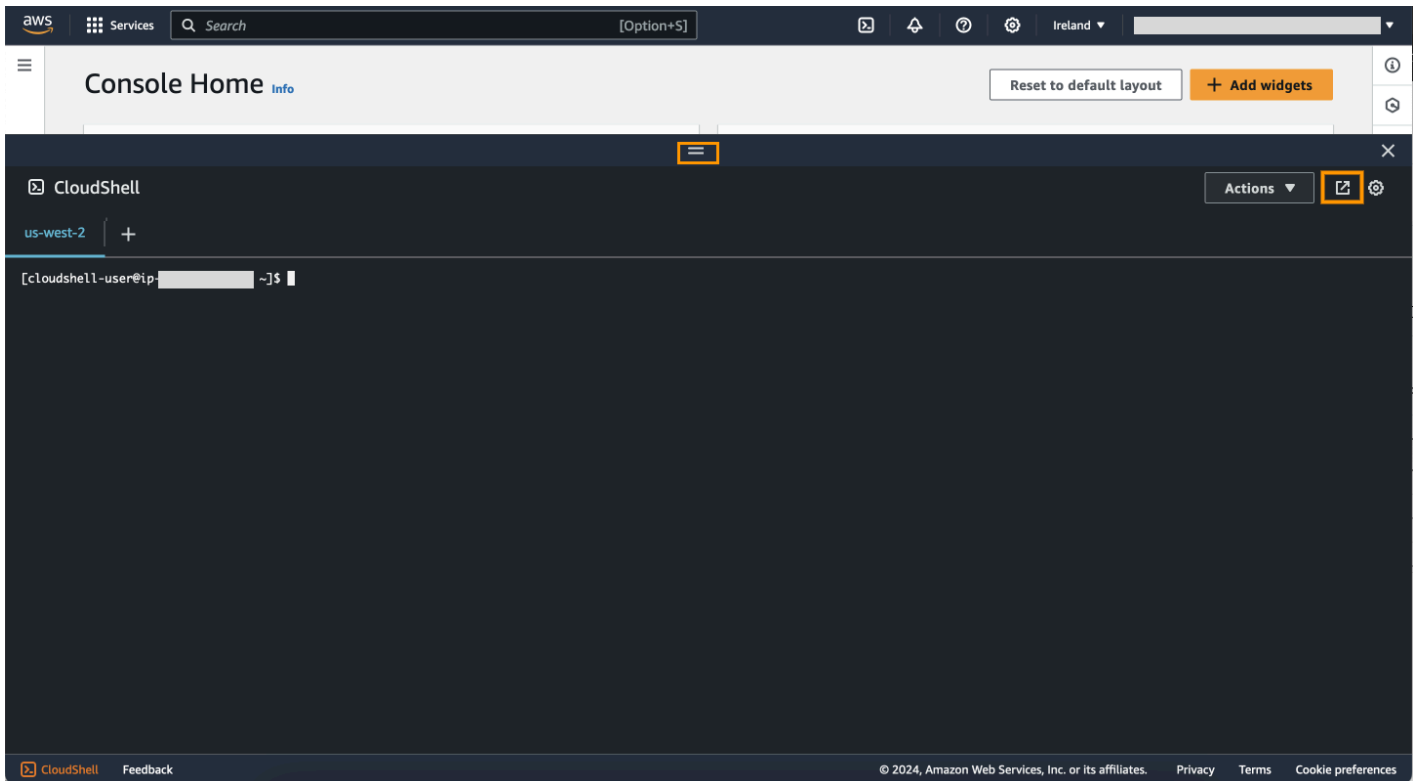 aws Services Search [Option+S] Ireland
Console Home Info Reset to default layout + Add widgets
CloudShell Actions
us-west-2 +
[cloudshell-user@ip- ~]$
CloudShell Feedback © 2024, Amazon Web Services, Inc. or its affiliates. Privacy Terms Cookie preferences